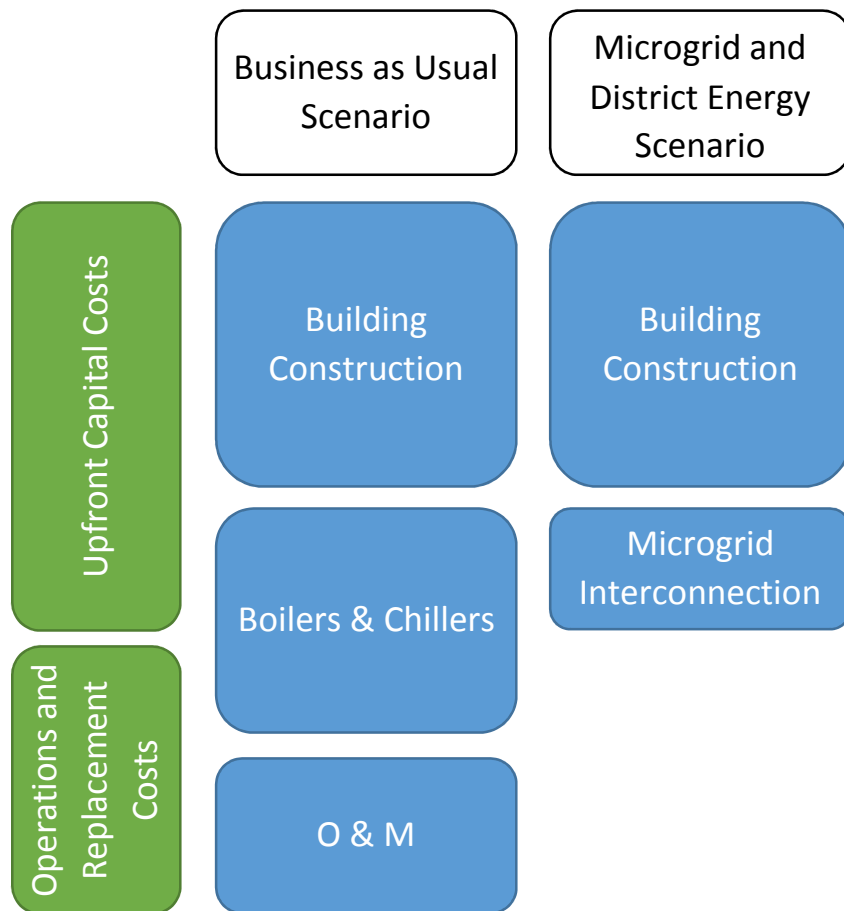 Business as Usual
Scenario
Microgrid and
District Energy
Scenario
Upfront Capital Costs
Building
Construction
Building
Construction
Boilers & Chillers
Microgrid
Interconnection
Operations and
Replacement
Costs
O & M